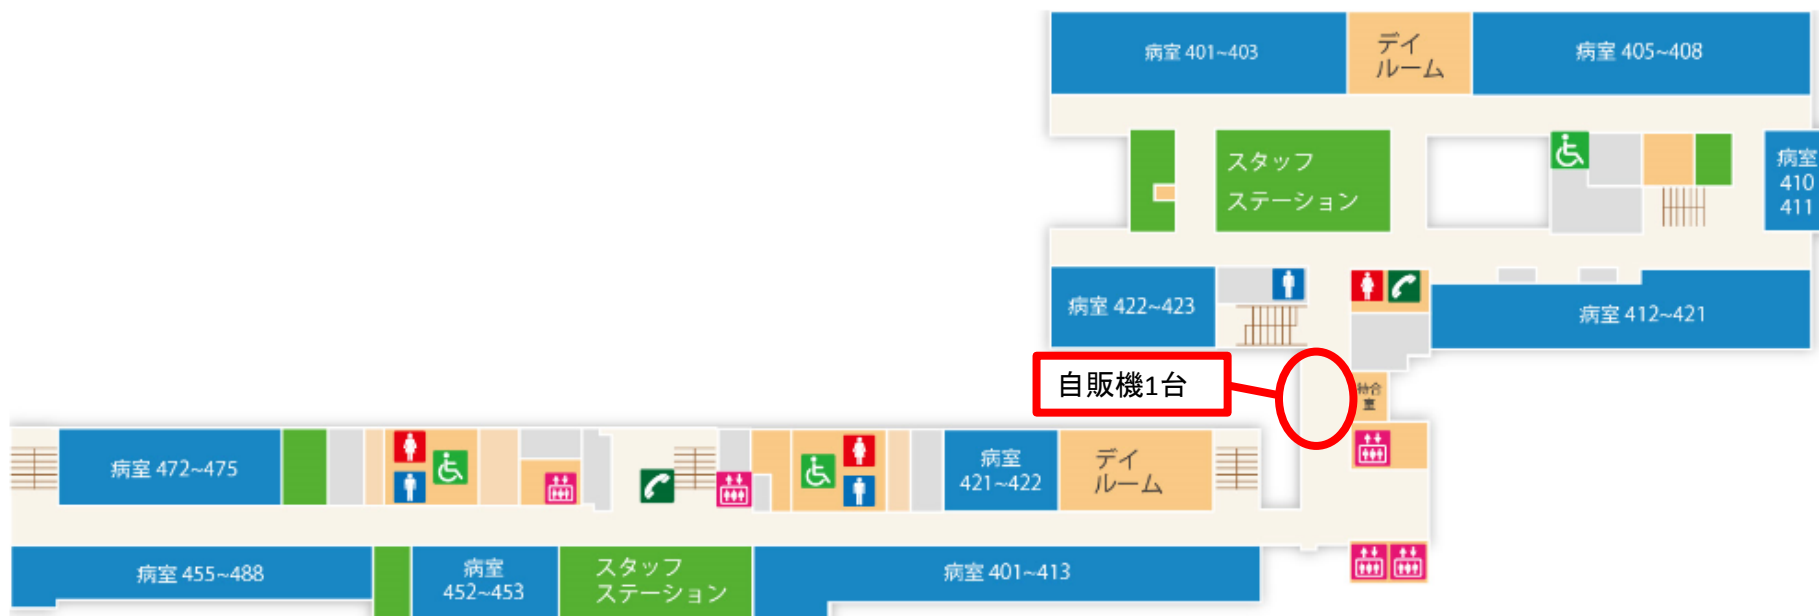 病室 401~403
デイ
ルーム
病室 405~408
スタッフ
ステーション
病室
410
411
病室 422~423
病室 412~421
自販機1台
待合
室
病室 472~475
病室
421~422
デイ
ルーム
病室 455~488
病室
452~453
スタッフ
ステーション
病室 401~413